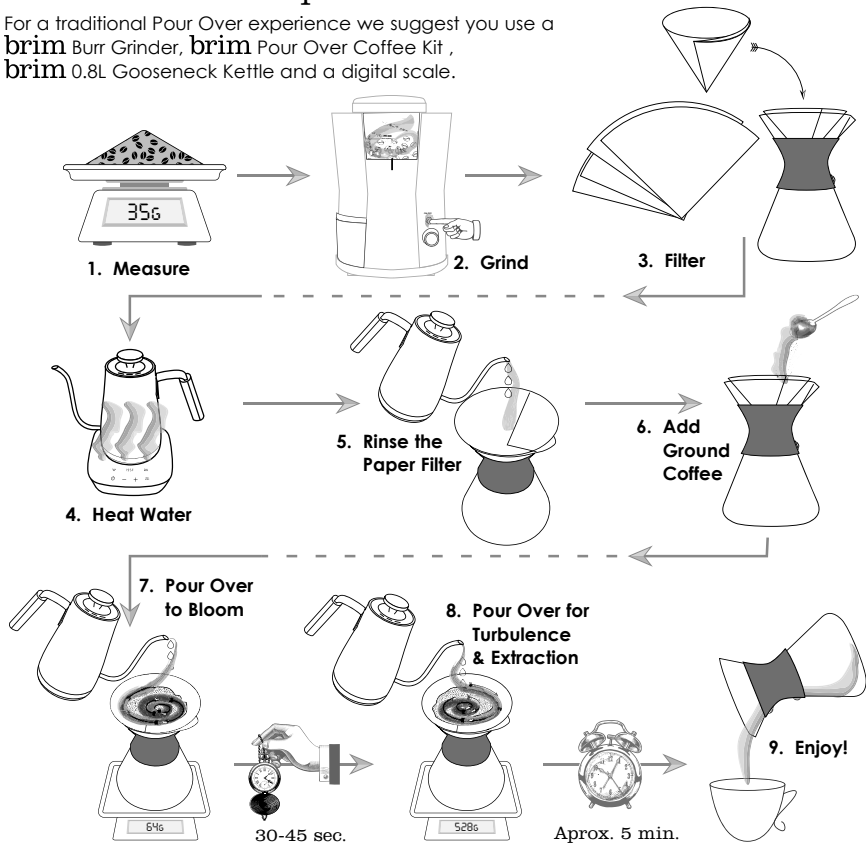 For a traditional Pour Over experience we suggest you use a
brim Burr Grinder, brim Pour Over Coffee Kit ,
brim 0.8L Gooseneck Kettle and a digital scale.
35G
1. Measure
2. Grind
3. Filter
4. Heat Water
5. Rinse the
Paper Filter
6. Add
Ground
Coffee
7. Pour Over
to Bloom
8. Pour Over for
Turbulence
& Extraction
9. Enjoy!
64G
30-45 sec.
528G
Aprox. 5 min.